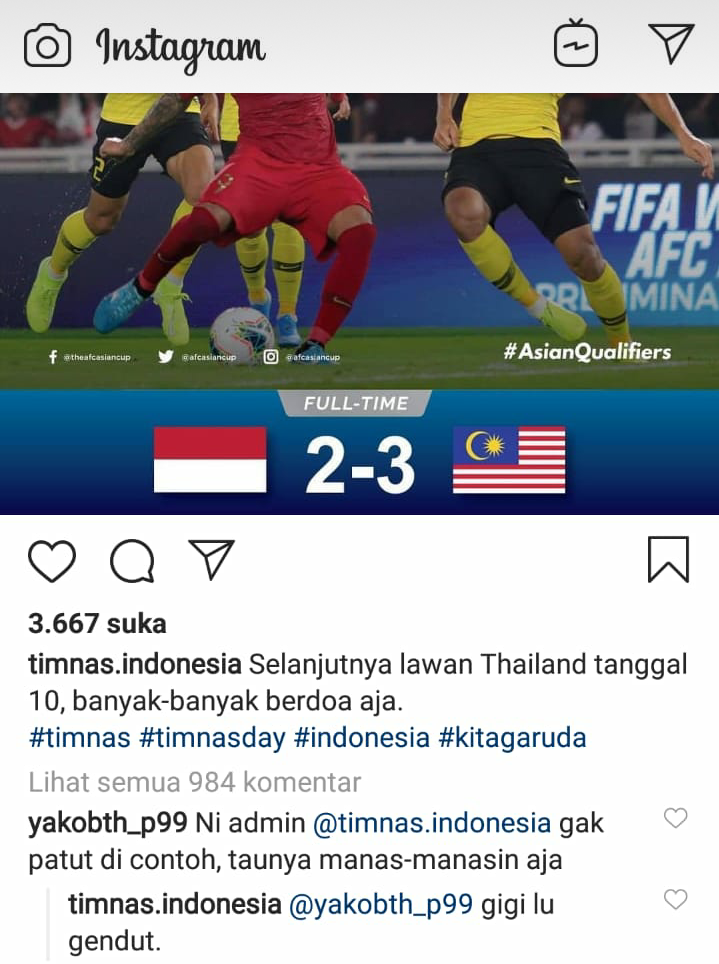 Instagram
2
FIFA W
AFC
PRELIMINA
@theafcasiancup @afcasiancup @afcasiancup
#AsianQualifiers
FULL-TIME
2-3
3.667 suka
timnas.indonesia Selanjutnya lawan Thailand tanggal
10, banyak-banyak berdoa aja.
#timnas #timnasday #indonesia #kitagaruda
Lihat semua 984 komentar
yakobth_p99 Ni admin @timnas.indonesia gak
patut di contoh, taunya manas-manasin aja
timnas.indonesia @yakobth_p99 gigi lu
gendut.